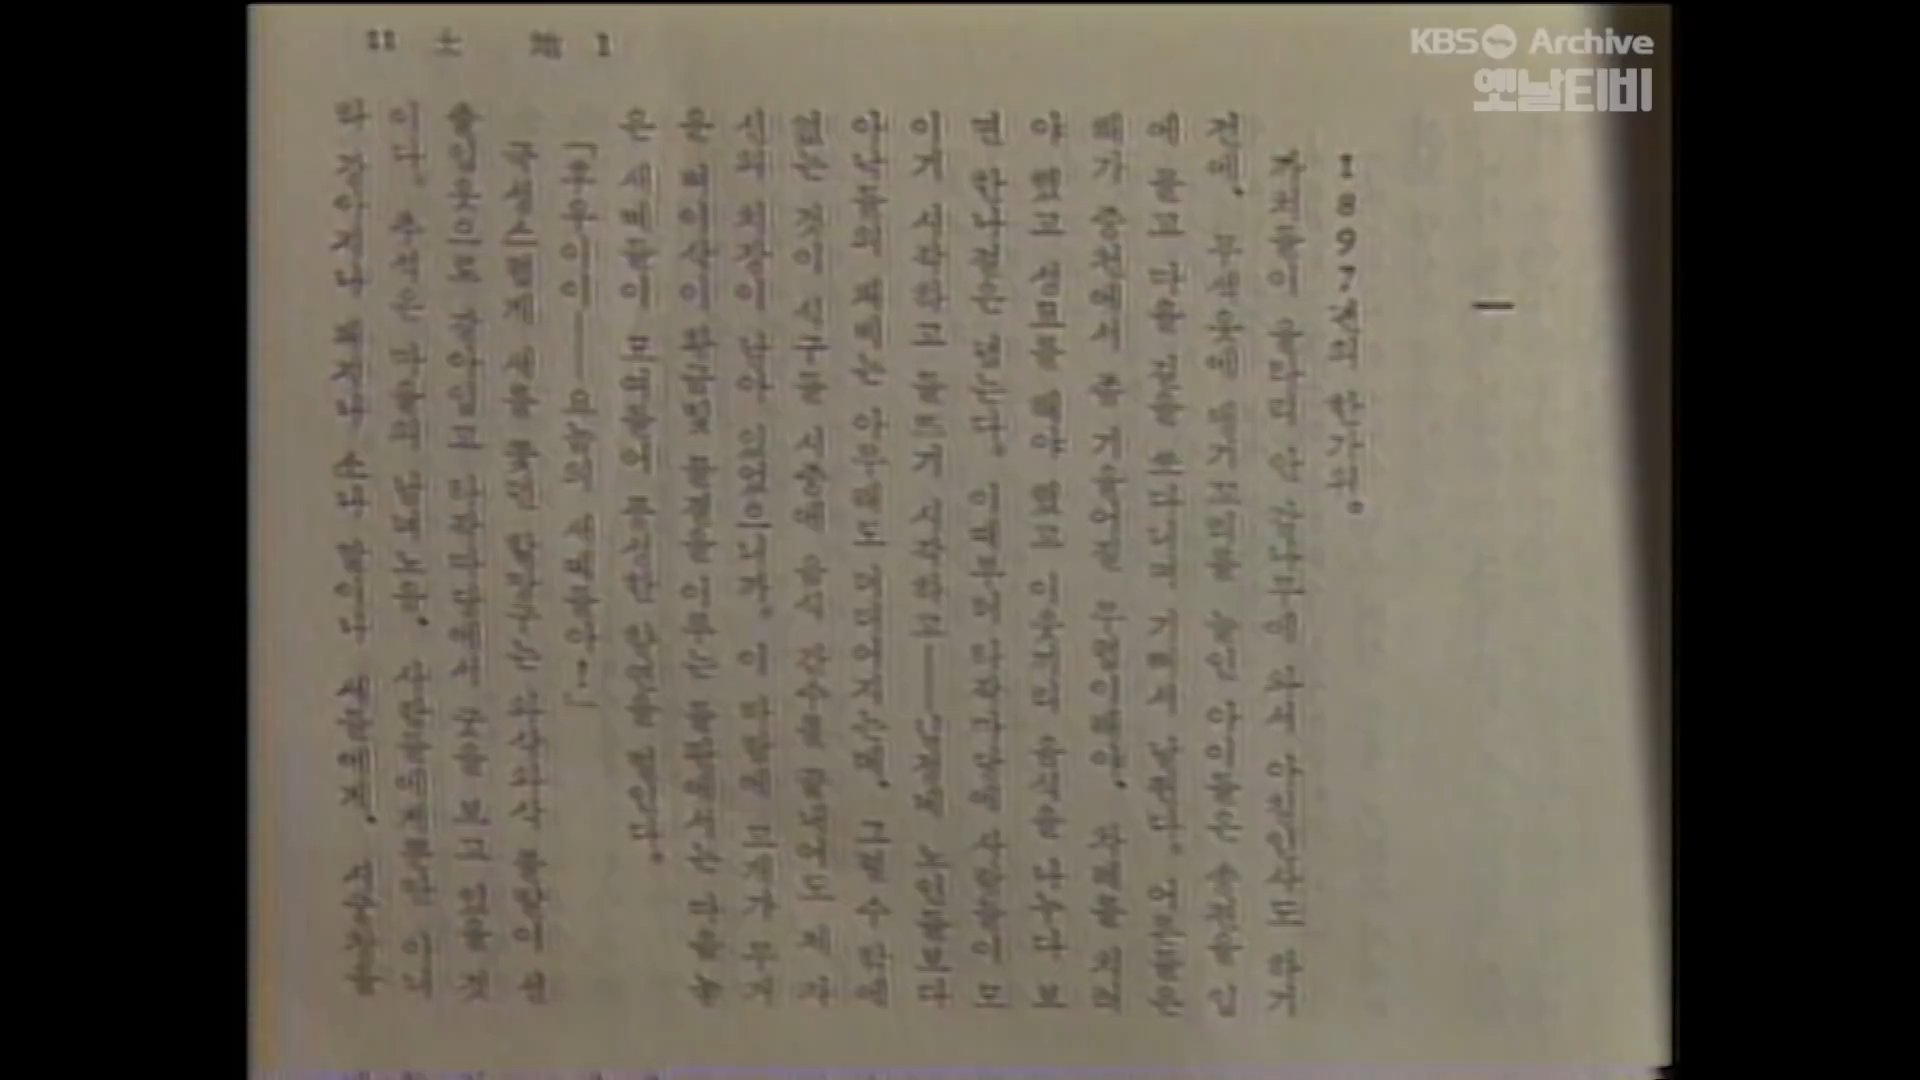 KBS Archive
옛날티비
一
1897년의 한가위。
까치들이 울타리 안 감나무에 와서 아침인사도 하기
전에, 무색옷에 댕기꼬리를 늘인 아이들은 송편을 입
에 물고 마을길을 쏘다니며 기뻐서 날뛴다。 어른들은
해가 중천에서 좀 기울어질 무렵이래야, 차례를 치러
야 했고 성묘를 해야 했고 이웃끼리 음식을 나누다 보
면 한나절은 넘는다。 이때부터 타작마당에 사람들이 모
이기 시작하고 들뜨기 시작하고——남정네 노인들보다
아낙들의 채비는 아무래도 더디어지는데, 그럴 수밖에
없는 것이 식구들 시중에 음식 간수를 끝내어도 제 자
신의 치장이 남아 있었으니까。 이 바람에 고개가 무거
운 벼이삭이 황금빛 물결을 이루는 들판에서는 마음놓
은 새떼들이 모여들어 풍성한 향연을 벌인다。
「후우이이——요놈의 새떼들아!」
극성스럽게 새를 쫓던 할망구는 와삭와삭 풀발이 선
출입옷으로 갈아입고 타작마당에서 굿을 보고 있을 것
이다。 추석은 마을의 남녀노유, 사람들에게뿐만 아니
라 강아지나 돼지나 소나 말이나 새들에게, 시궁창을
11 土 地 1